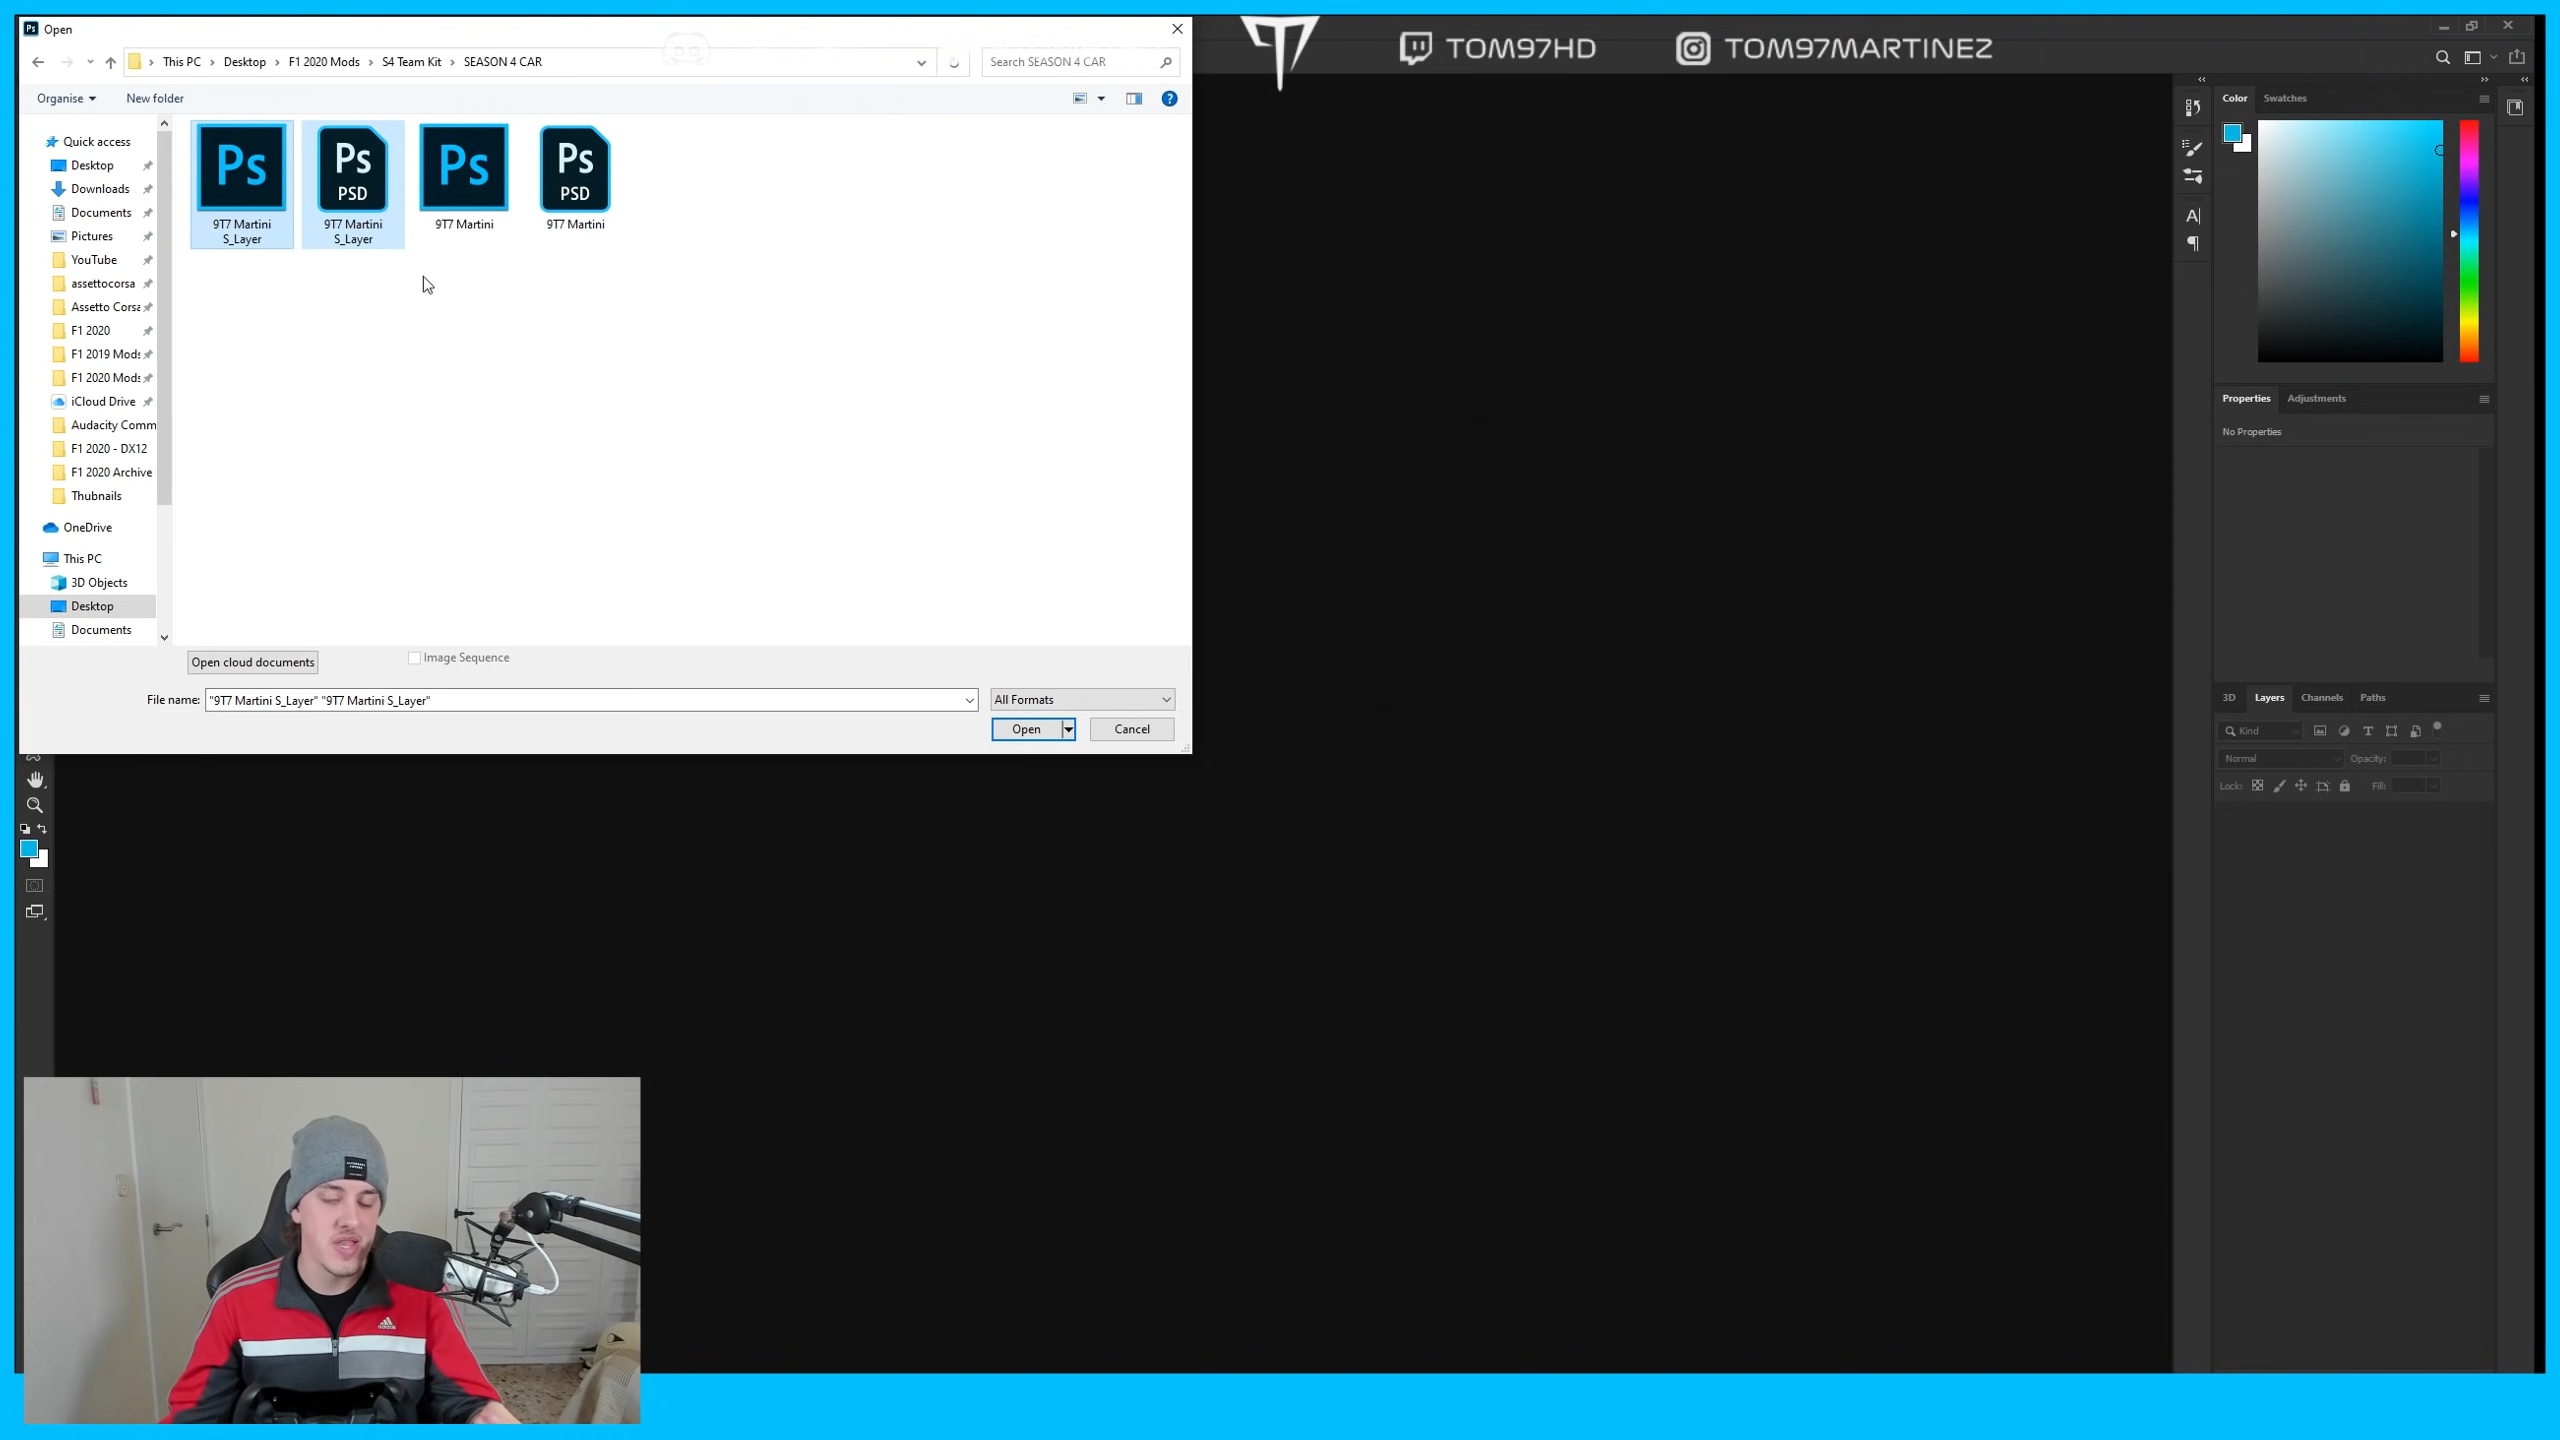 Ps Open
TOM97HD TOM97MARTINEZ
This PC > Desktop > F1 2020 Mods > S4 Team Kit > SEASON 4 CAR
Search SEASON 4 CAR
Organise New folder
Quick access
Desktop
Downloads
Documents
Pictures
YouTube
assettocorsa
Assetto Corsa
F1 2020
F1 2019 Mods
F1 2020 Mods
iCloud Drive
Audacity Comm
F1 2020 - DX12
F1 2020 Archive
Thubnails
OneDrive
This PC
3D Objects
Desktop
Documents
Ps Ps PSD Ps Ps PSD
9T7 Martini S_Layer
9T7 Martini S_Layer
9T7 Martini
9T7 Martini
Open cloud documents
Image Sequence
File name: "9T7 Martini S_Layer" "9T7 Martini S_Layer"
All Formats
Open Cancel
Color Swatches
Properties Adjustments
No Properties
3D Layers Channels Paths
Kind
Normal Opacity:
Lock: Fill:
adidas